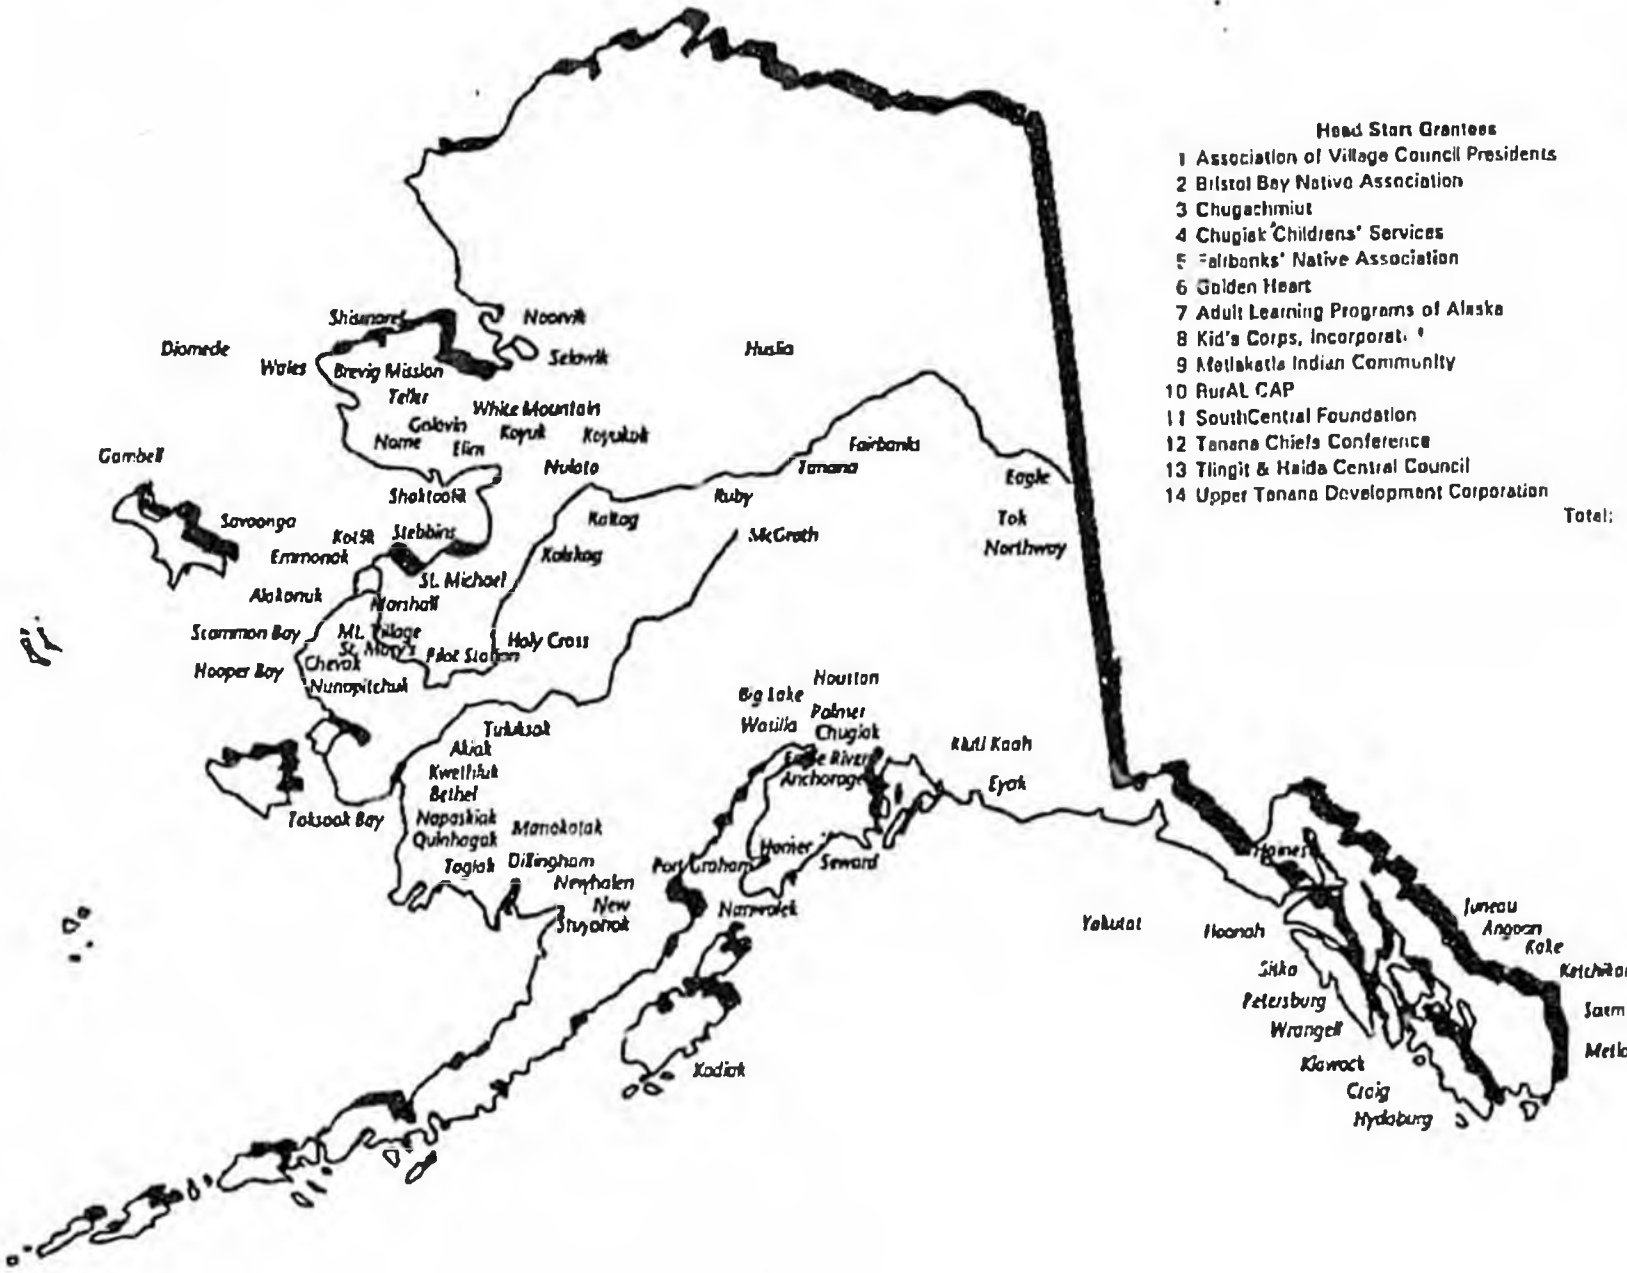 Head Start Grantees
1 Association of Village Council Presidents
2 Bristol Bay Native Association
3 Chugachmiut
4 Chugiak Childrens' Services
5 Fairbanks' Native Association
6 Golden Heart
7 Adult Learning Programs of Alaska
8 Kid's Corps,
9 Metlakatla Indian Community
10 RurAL CAP
11 SouthCentral Foundation
12 Tanana Chiefs Conference
13 Tlingit & Haida Central Council
14 Upper Tanana Development Corporation
Total:
Shismaref
Noorvik
Diomede
Wales
Selawik
Huslia
Brevig Mission
Teller
White Mountain
Golovin
Nome
Elim
Koyuk
Koyukuk
Fairbanks
Gambell
Nulato
Tanana
Eagle
Shaktoolik
Ruby
Savoonga
Kotlik
Stebbins
Kaltag
Tok
McGrath
Emmonak
Kalskag
Northway
St. Michael
Alakanuk
Marshall
Scammon Bay
Mt. Village
St. Mary's
Holy Cross
Pilot Station
Chevak
Hooper Bay
Nunapitchuk
Houston
Big Lake
Palmer
Wasilla
Chugiak
Tuluksak
Akiak
Kluti Kaah
Eagle River
Kwethluk
Anchorage
Eyak
Bethel
Toksook Bay
Napaskiak
Manokotak
Quinhagak
Homer
Haines
Togiak
Dillingham
Port Graham
Seward
Newhalen
New
Stuyahok
Nanwalek
Yakutat
Hoonah
Juneau
Angoon
Kake
Sitka
Ketchikan
Petersburg
Wrangell
Saxm
Metla
Klawock
Kodiak
Craig
Hydaburg